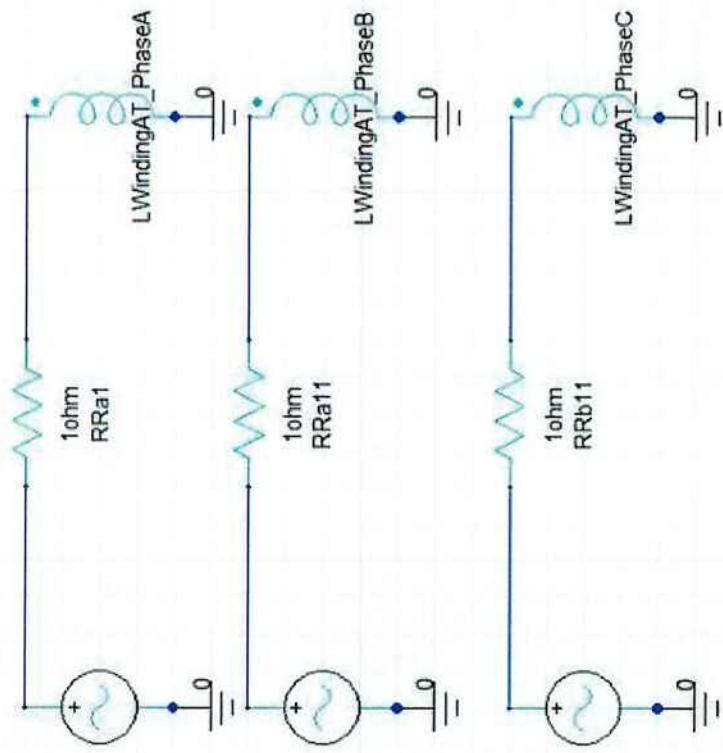 1ohm
RRa1
LWindingAT_PhaseA
0
0
+
1ohm
RRa11
LWindingAT_PhaseB
0
0
+
1ohm
RRb11
LWindingAT_PhaseC
0
0
+